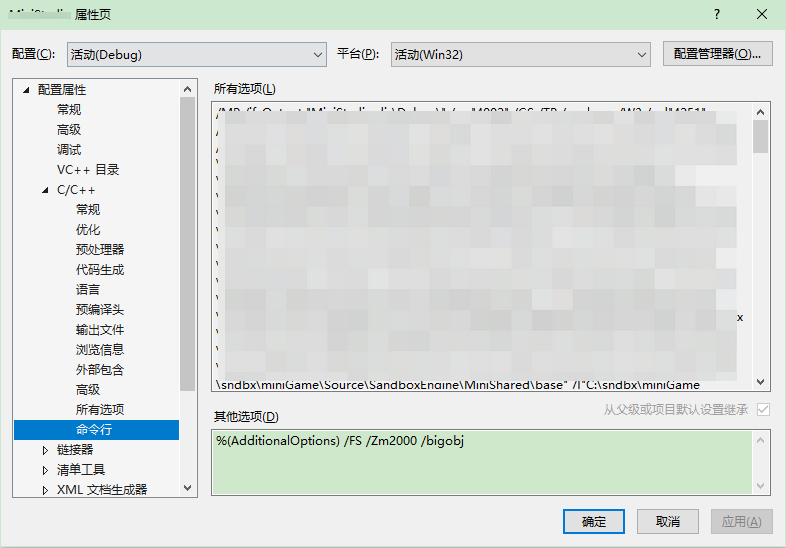 属性页
配置(C):
活动(Debug)
平台(P):
活动(Win32)
配置管理器(O)...
配置属性
常规
高级
调试
VC++ 目录
C/C++
常规
优化
预处理器
代码生成
语言
预编译头
输出文件
浏览信息
外部包含
高级
所有选项
命令行
链接器
清单工具
XML 文档生成器
所有选项(L)
x
\sndbx\miniGame\Source\SandboxEngine\MiniShared\base" /I"C:\sndbx\miniGame
从父级或项目默认设置继承
其他选项(D)
%(AdditionalOptions) /FS /Zm2000 /bigobj
确定
取消
应用(A)